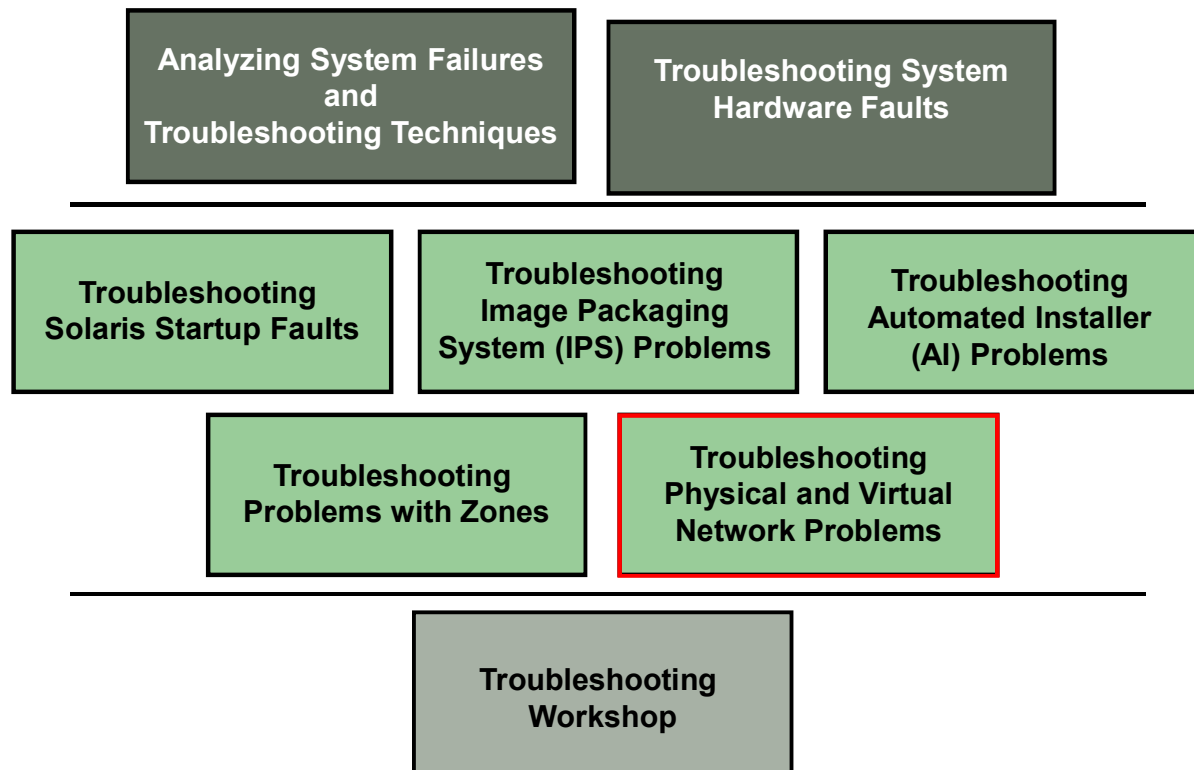 Analyzing System Failures
and
Troubleshooting Techniques
Troubleshooting System
Hardware Faults
Troubleshooting
Solaris Startup Faults
Troubleshooting
Image Packaging
System (IPS) Problems
Troubleshooting
Automated Installer
(AI) Problems
Troubleshooting
Problems with Zones
Troubleshooting
Physical and Virtual
Network Problems
Troubleshooting
Workshop